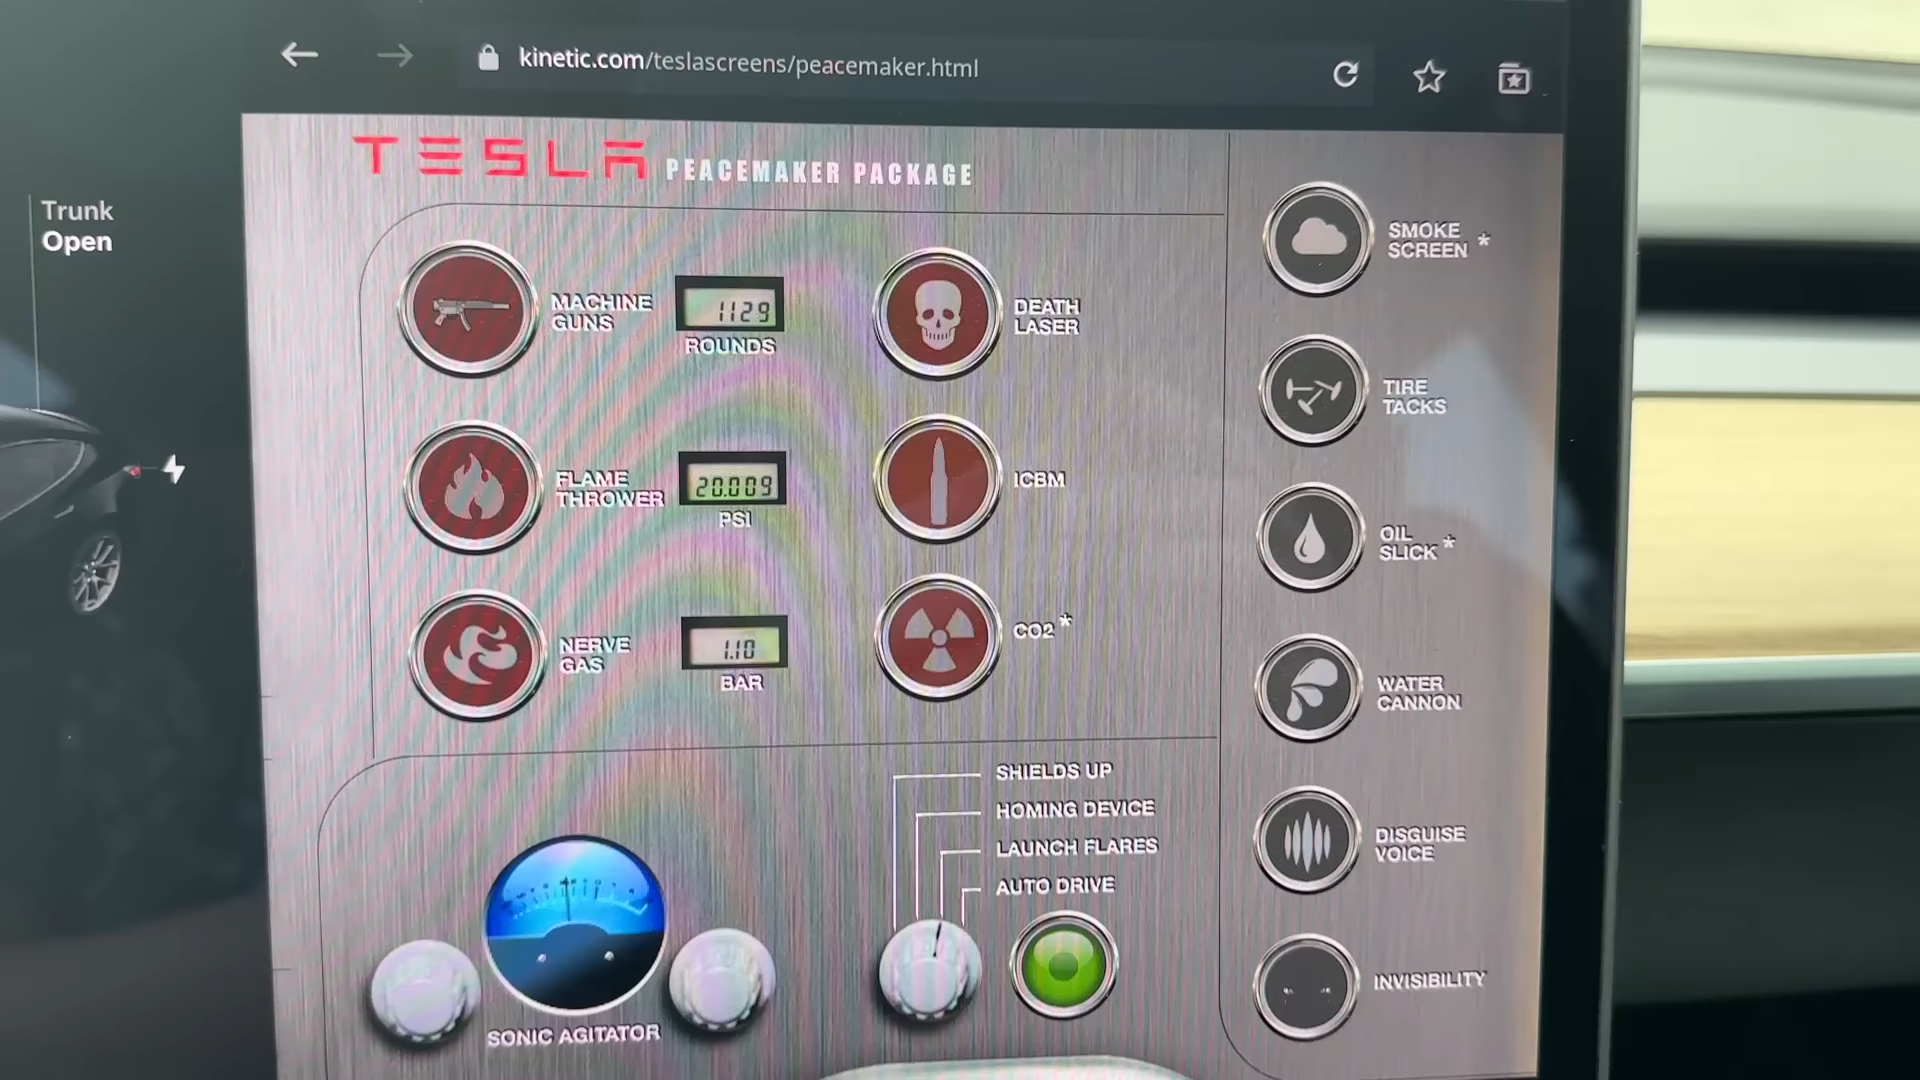 kinetic.com/teslascreens/peacemaker.html
Trunk
Open
TESLA PEACEMAKER PACKAGE
MACHINE
GUNS
1129
ROUNDS
DEATH
LASER
FLAME
THROWER
20.009
PSI
ICBM
NERVE
GAS
1.10
BAR
CO2 *
SMOKE
SCREEN *
TIRE
TACKS
OIL
SLICK *
WATER
CANNON
DISGUISE
VOICE
INVISIBILITY
SHIELDS UP
HOMING DEVICE
LAUNCH FLARES
AUTO DRIVE
SONIC AGITATOR